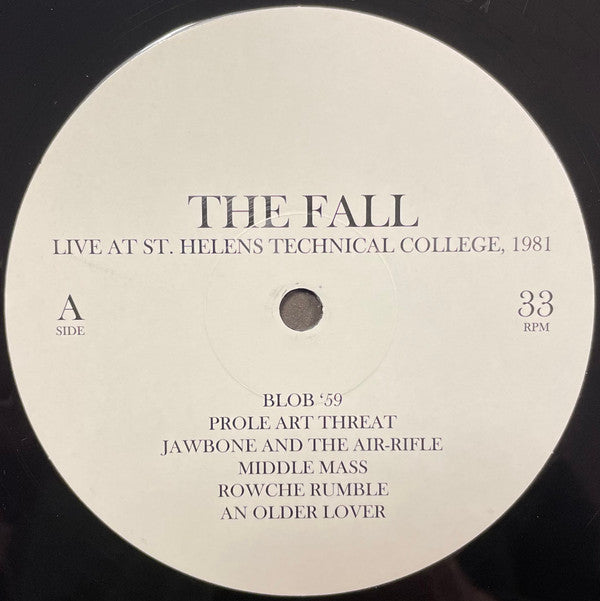 THE FALL
LIVE AT ST. HELENS TECHNICAL COLLEGE, 1981
A
SIDE
33
RPM
BLOB ‘59
PROLE ART THREAT
JAWBONE AND THE AIR-RIFLE
MIDDLE MASS
ROWCHE RUMBLE
AN OLDER LOVER